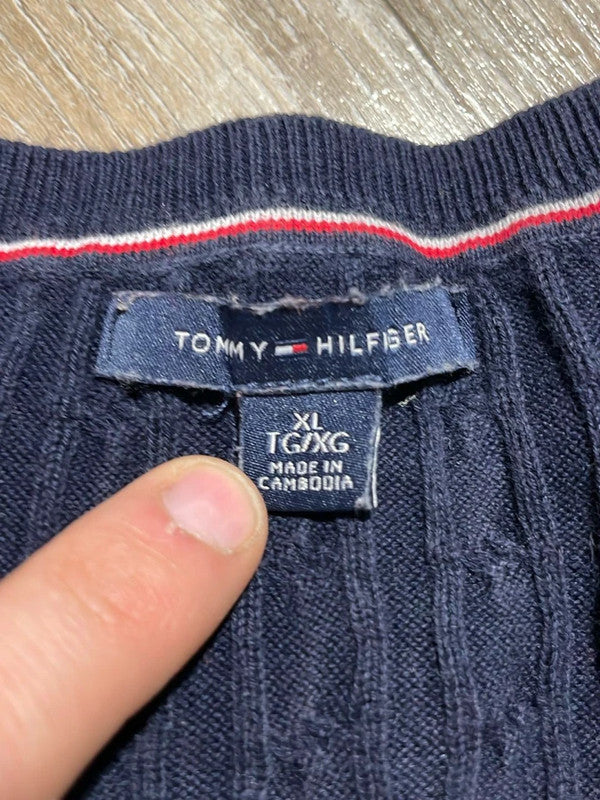 TOMMY HILFIGER
XL
TG/XG
MADE IN
CAMBODIA